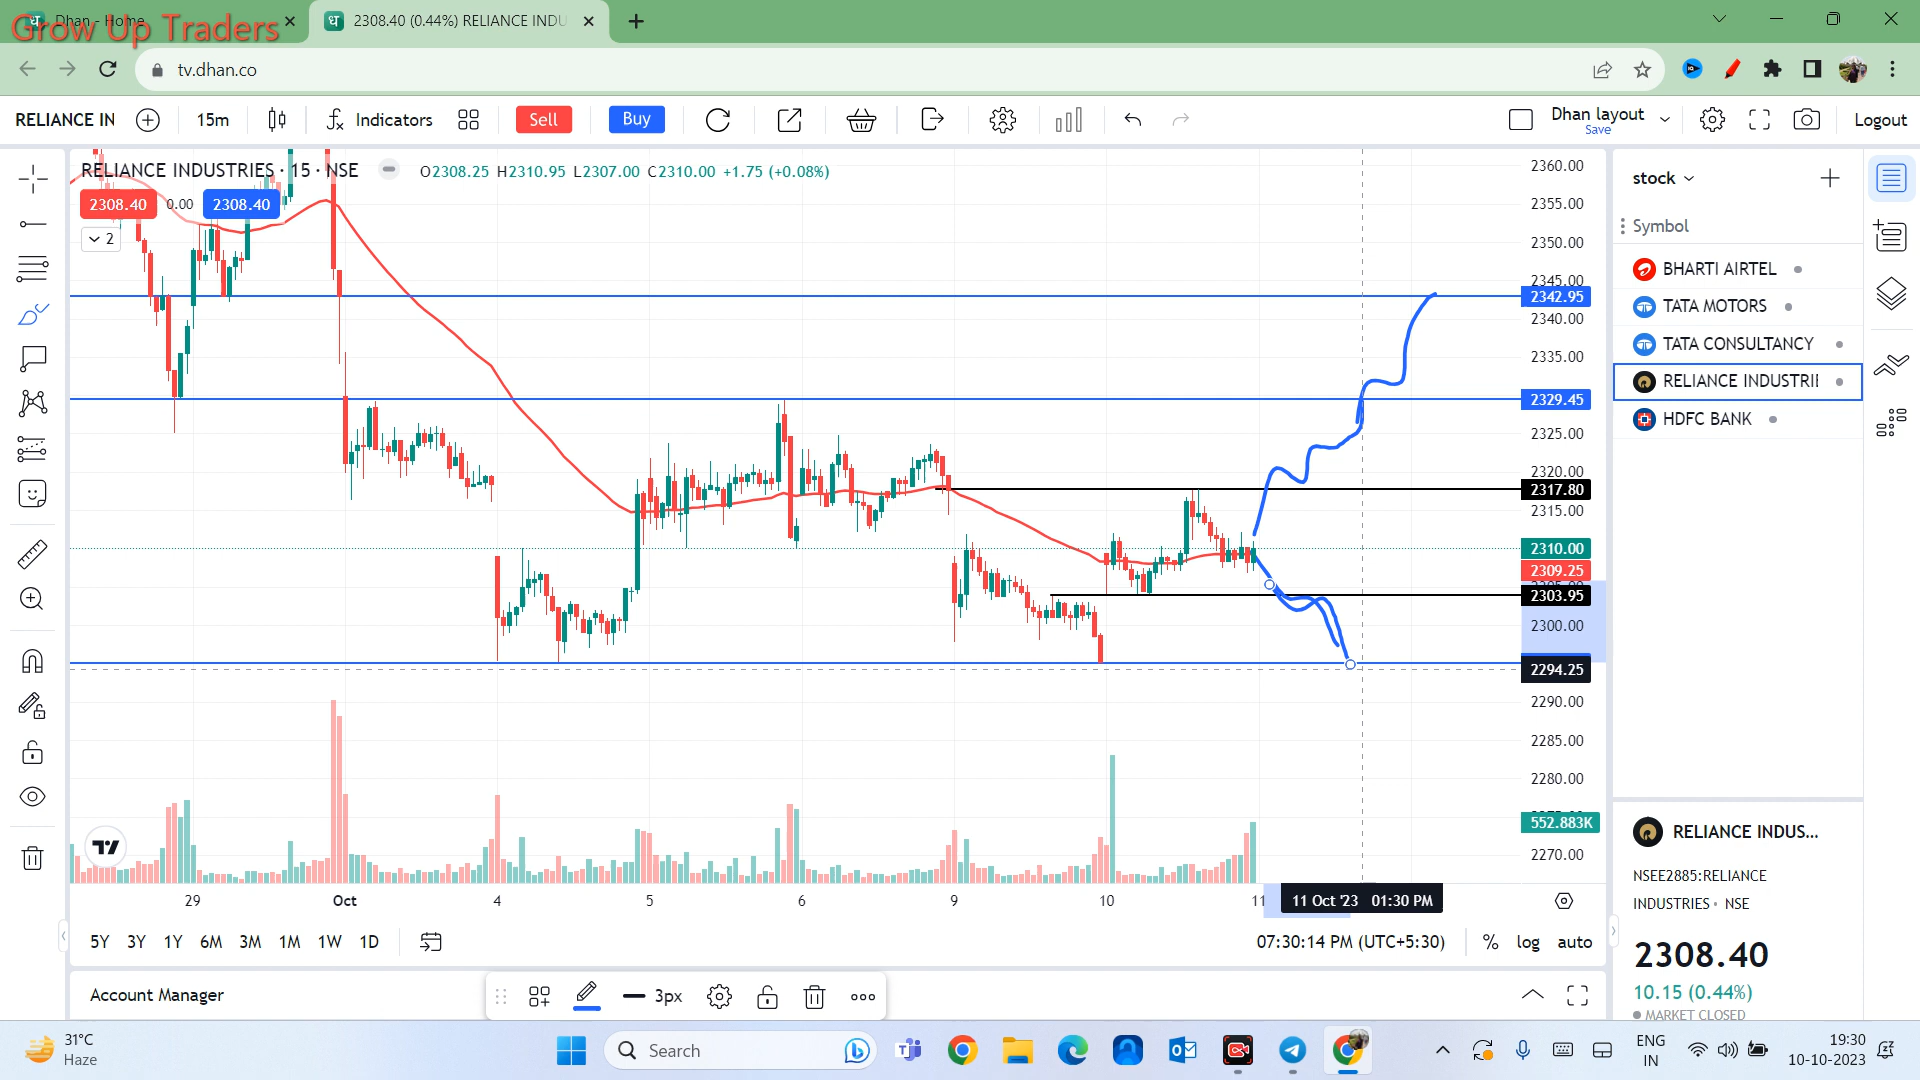 Grow Up Traders
Dhan - Home
2308.40 (0.44%) RELIANCE INDU
tv.dhan.co
RELIANCE IN
15m
Indicators
Sell
Buy
Dhan layout
Save
Logout
RELIANCE INDUSTRIES · 15 · NSE
O2308.25 H2310.95 L2307.00 C2310.00 +1.75 (+0.08%)
2308.40
0.00
2308.40
2
2360.00
2355.00
2350.00
2345.00
2342.95
2340.00
2335.00
2329.45
2325.00
2320.00
2317.80
2315.00
2310.00
2309.25
2303.95
2300.00
2294.25
2290.00
2285.00
2280.00
552.883K
2270.00
29
Oct
4
5
6
9
10
11
11 Oct '23 01:30 PM
5Y
3Y
1Y
6M
3M
1M
1W
1D
07:30:14 PM (UTC+5:30)
%
log
auto
Account Manager
3px
stock
Symbol
BHARTI AIRTEL
TATA MOTORS
TATA CONSULTANCY
RELIANCE INDUSTRIE
HDFC BANK
RELIANCE INDUS...
NSEE2885:RELIANCE
INDUSTRIES · NSE
2308.40
10.15 (0.44%)
MARKET CLOSED
31°C
Haze
Search
ENG
IN
19:30
10-10-2023